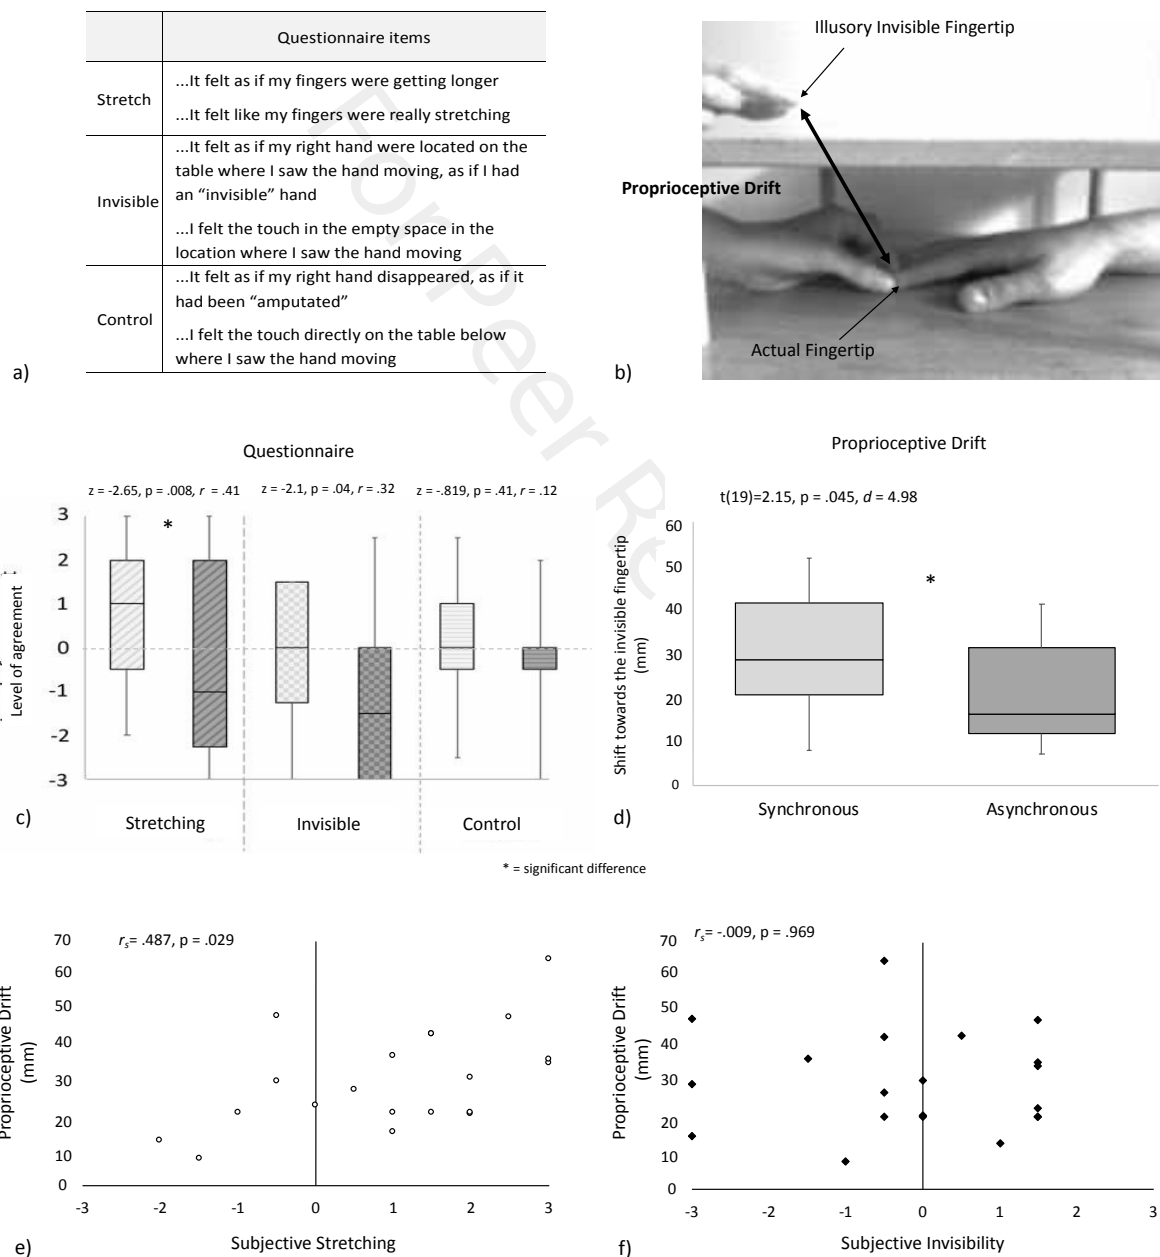 Questionnaire items
Stretch
...It felt as if my fingers were getting longer
...It felt like my fingers were really stretching
Invisible
...It felt as if my right hand were located on the
table where I saw the hand moving, as if I had
an “invisible” hand
...I felt the touch in the empty space in the
location where I saw the hand moving
Control
...It felt as if my right hand disappeared, as if it
had been “amputated”
...I felt the touch directly on the table below
where I saw the hand moving
a)
Illusory Invisible Fingertip
Proprioceptive Drift
Actual Fingertip
b)
For Peer Re
Questionnaire
z = -2.65, p = .008, r = .41
z = -2.1, p = .04, r = .32
z = -.819, p = .41, r = .12
3
*
2
1
0
-1
-2
-3
Level of agreement
Stretching
Invisible
Control
c)
Proprioceptive Drift
t(19)=2.15, p = .045, d = 4.98
60
50
*
40
30
20
10
0
Shift towards the invisible fingertip
(mm)
Synchronous
Asynchronous
d)
* = significant difference
rs= .487, p = .029
70
60
50
40
30
20
10
0
Proprioceptive Drift
(mm)
-3 -2 -1 0 1 2 3
Subjective Stretching
e)
rs= -.009, p = .969
70
60
50
40
30
20
10
0
Proprioceptive Drift
(mm)
-3 -2 -1 0 1 2 3
Subjective Invisibility
f)